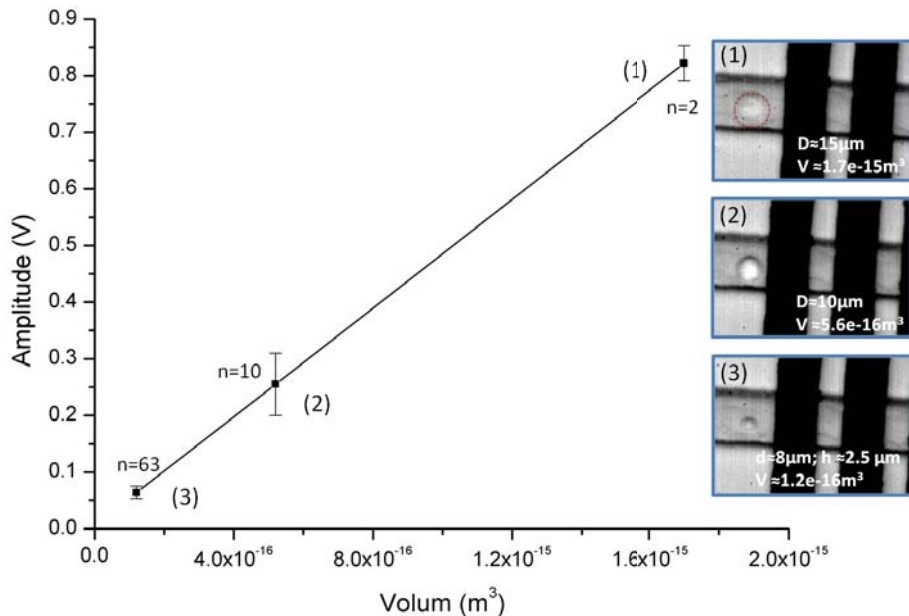 0.9
0.8
0.7
0.6
0.5
0.4
0.3
0.2
0.1
0.0
Amplitude (V)
0.0
4.0x10⁻¹⁶
8.0x10⁻¹⁶
1.2x10⁻¹⁵
1.6x10⁻¹⁵
2.0x10⁻¹⁵
Volum (m³)
(1)
n=2
n=10
(2)
n=63
(3)
(1)
D≈15μm
V ≈1.7e-15m³
(2)
D≈10μm
V ≈5.6e-16m³
(3)
d≈8μm; h ≈2.5 μm
V ≈1.2e-16m³